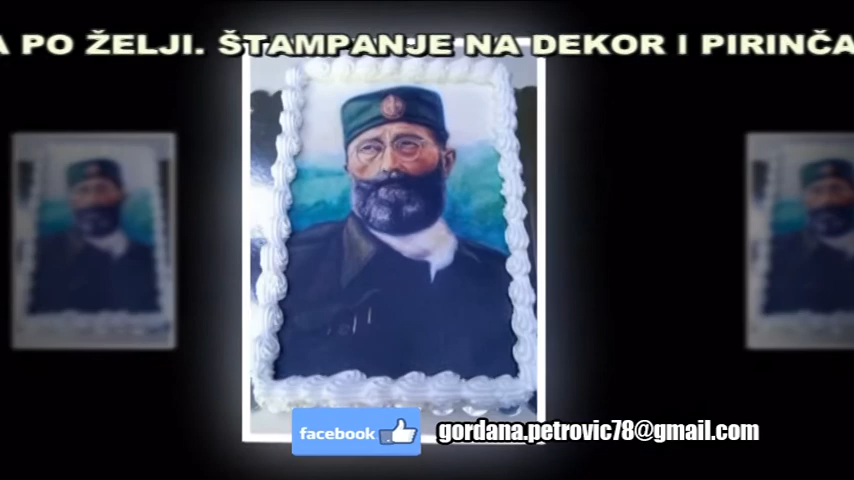 A PO ŽELJI. ŠTAMPANJE NA DEKOR I PIRINČA
facebook
gordana.petrovic78@gmail.com